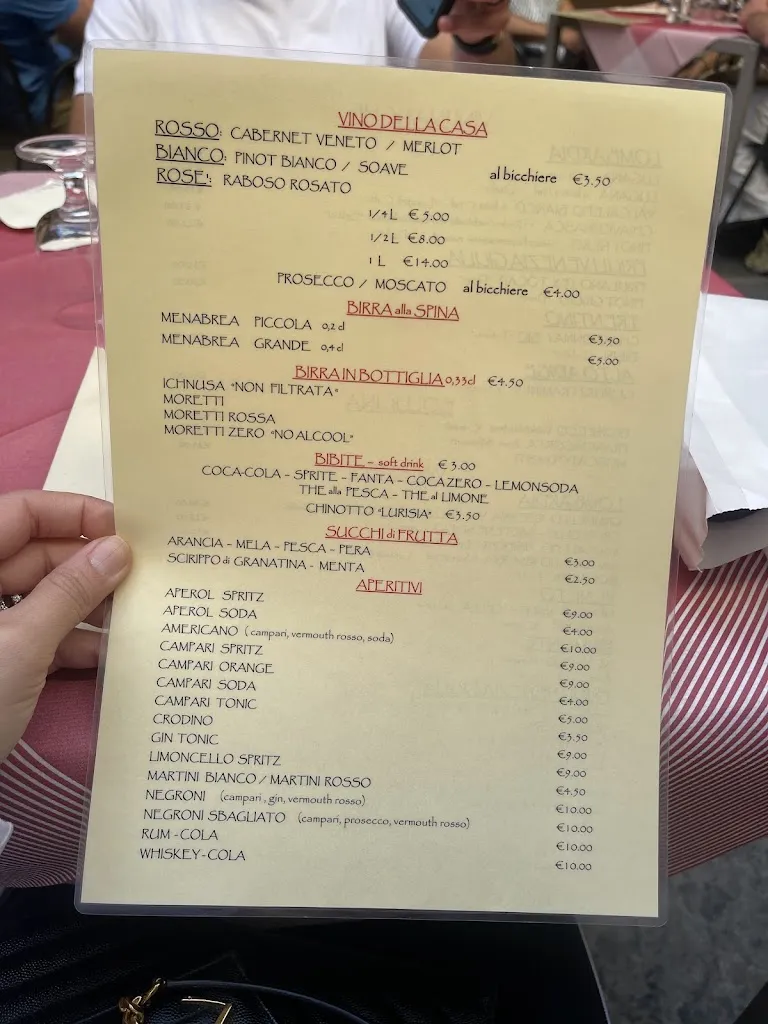 VINO DELLA CASA
ROSSO: CABERNET VENETO / MERLOT
BIANCO: PINOT BIANCO / SOAVE al bicchiere €3.50
ROSE': RABOSO ROSATO
1/4 L €5.00
1/2 L €8.00
1 L €14.00
PROSECCO / MOSCATO al bicchiere €4.00
BIRRA alla SPINA
MENABREA PICCOLA 0,2 cl €3.50
MENABREA GRANDE 0,4 cl €5.00
BIRRA IN BOTTIGLIA 0,33cl €4.50
ICHNUSA "NON FILTRATA"
MORETTI
MORETTI ROSSA
MORETTI ZERO "NO ALCOOL"
BIBITE - soft drink €3.00
COCA-COLA - SPRITE - FANTA - COCA ZERO - LEMONSODA
THE alla PESCA - THE al LIMONE
CHINOTTO "LURISIA" €3.50
SUCCHI di FRUTTA
ARANCIA - MELA - PESCA - PERA €3.00
SCIRIPPO di GRANATINA - MENTA €2.50
APERITIVI
APEROL SPRITZ €9.00
APEROL SODA €4.00
AMERICANO (campari, vermouth rosso, soda) €10.00
CAMPARI SPRITZ €9.00
CAMPARI ORANGE €9.00
CAMPARI SODA €4.00
CAMPARI TONIC €5.00
CRODINO €3.50
GIN TONIC €9.00
LIMONCELLO SPRITZ €9.00
MARTINI BIANCO / MARTINI ROSSO €4.50
NEGRONI (campari, gin, vermouth rosso) €10.00
NEGRONI SBAGLIATO (campari, prosecco, vermouth rosso) €10.00
RUM - COLA €10.00
WHISKEY - COLA €10.00